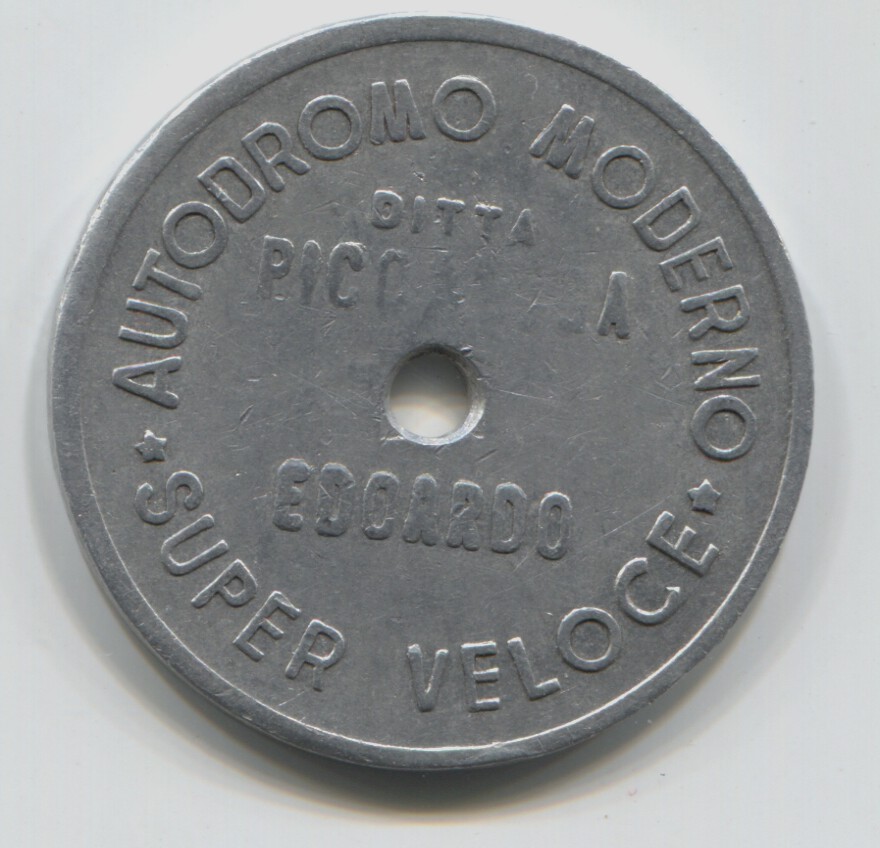 AUTODROMO MODERNO
DITTA
EDOARDO
★ SUPER VELOCE ★